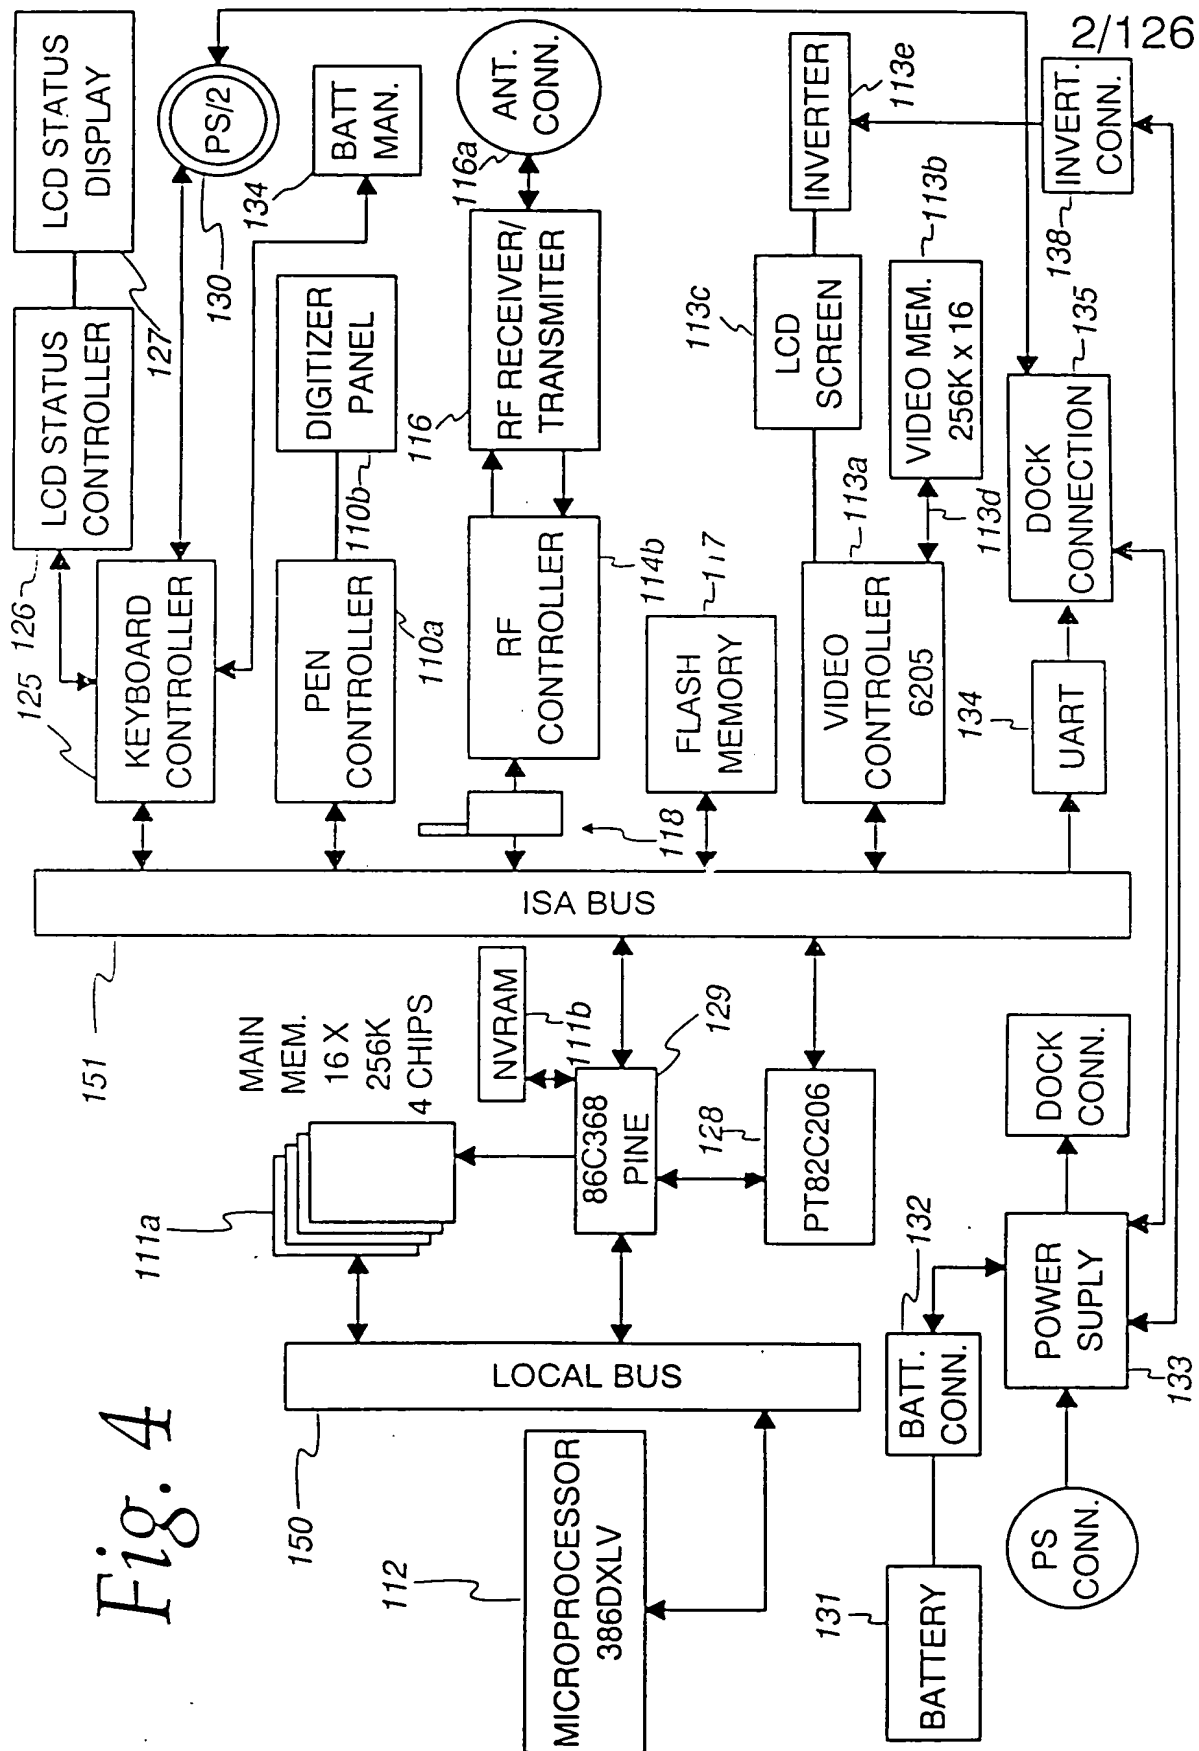 2/126
Fig. 4
LCD STATUS
DISPLAY
127
LCD STATUS
CONTROLLER
126
PS/2
130
BATT
MAN.
134
KEYBOARD
CONTROLLER
125
DIGITIZER
PANEL
110b
PEN
CONTROLLER
110a
ANT.
CONN.
116a
RF RECEIVER/
TRANSMITER
116
RF
CONTROLLER
114b
118
FLASH
MEMORY
117
INVERTER
113e
LCD
SCREEN
113c
VIDEO MEM.
256K x 16
113b
113d
VIDEO
CONTROLLER
6205
113a
INVERT.
CONN.
138
DOCK
CONNECTION
135
UART
134
ISA BUS
151
MAIN
MEM.
16 X
256K
4 CHIPS
111a
NVRAM
111b
86C368
PINE
129
PT82C206
128
LOCAL BUS
150
MICROPROCESSOR
386DXLV
112
DOCK
CONN.
POWER
SUPLY
133
BATT.
CONN.
132
BATTERY
131
PS
CONN.